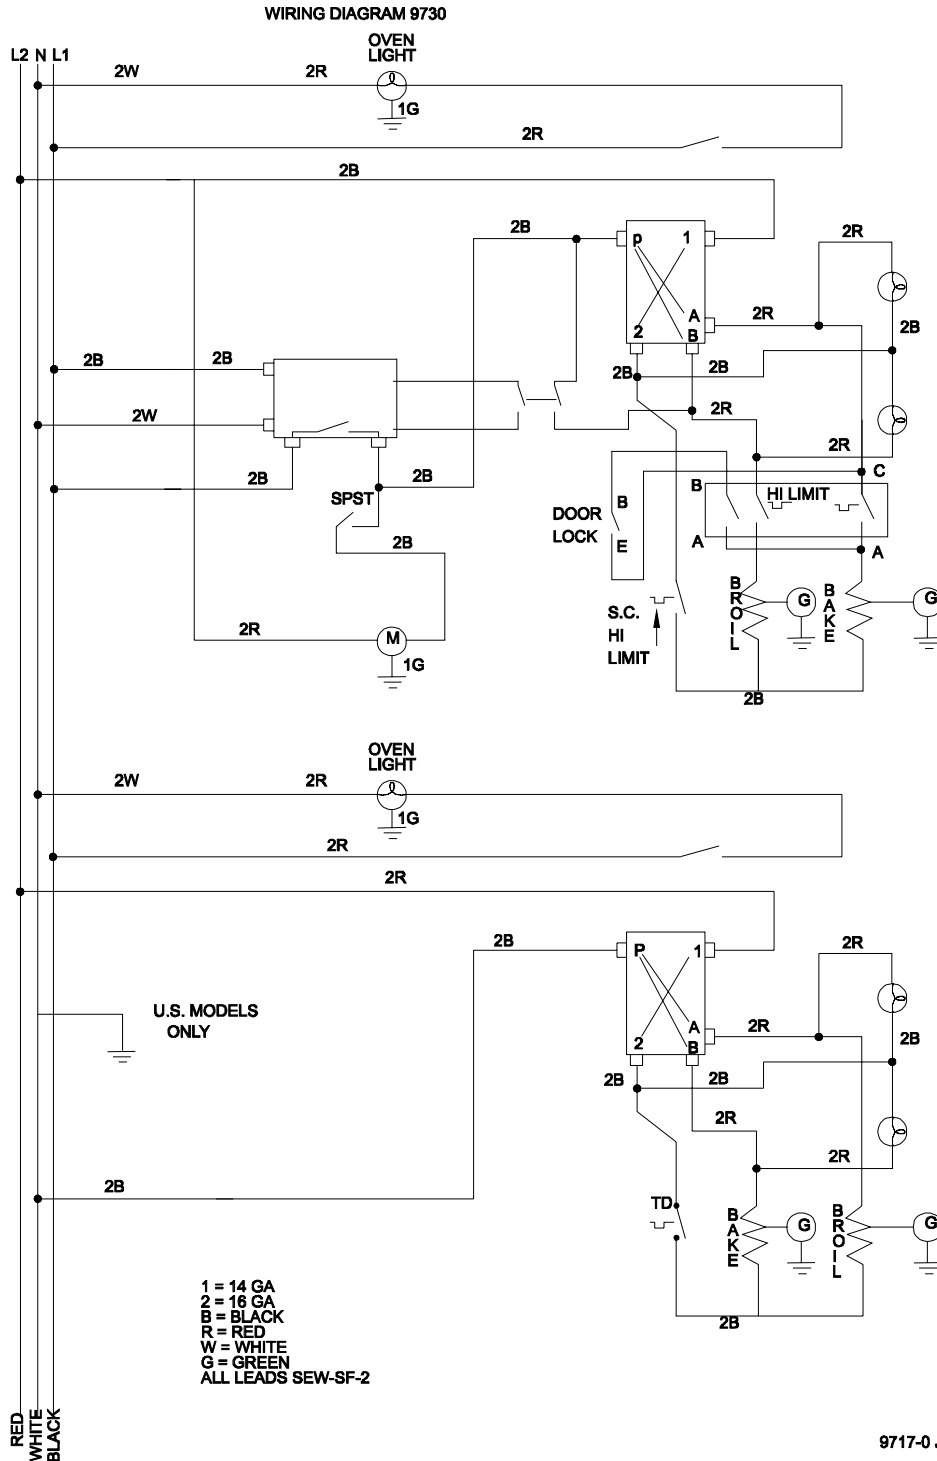 WIRING DIAGRAM 9730
OVEN
LIGHT
L2 N L1
2W 2R
1G
2R
2B
2B
p 1
2R
2R
A
2 B
2B
2B 2B
2B 2B
2R
2W
2R
2B
2B
C
SPST
B HI LIMIT
B
DOOR
LOCK
E
A
A
2B
BROIL
G
BAKE
G
S.C.
HI
LIMIT
2R
M
1G
2B
OVEN
LIGHT
2W 2R
1G
2R
2R
2B
P 1
2R
U.S. MODELS
ONLY
A
2R
2 B
2B
2B 2B
2R
2R
2B
TD
BAKE
G
BROIL
G
2B
1 = 14 GA
2 = 16 GA
B = BLACK
R = RED
W = WHITE
G = GREEN
ALL LEADS SEW-SF-2
RED
WHITE
BLACK
9717-0